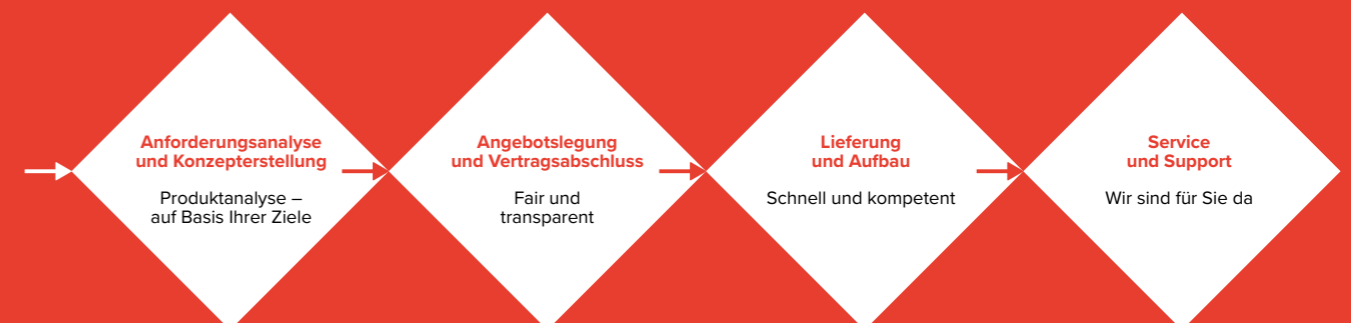 Anforderungsanalyse
und Konzepterstellung
Produktanalyse –
auf Basis Ihrer Ziele
Angebotslegung
und Vertragsabschluss
Fair und
transparent
Lieferung
und Aufbau
Schnell und kompetent
Service
und Support
Wir sind für Sie da